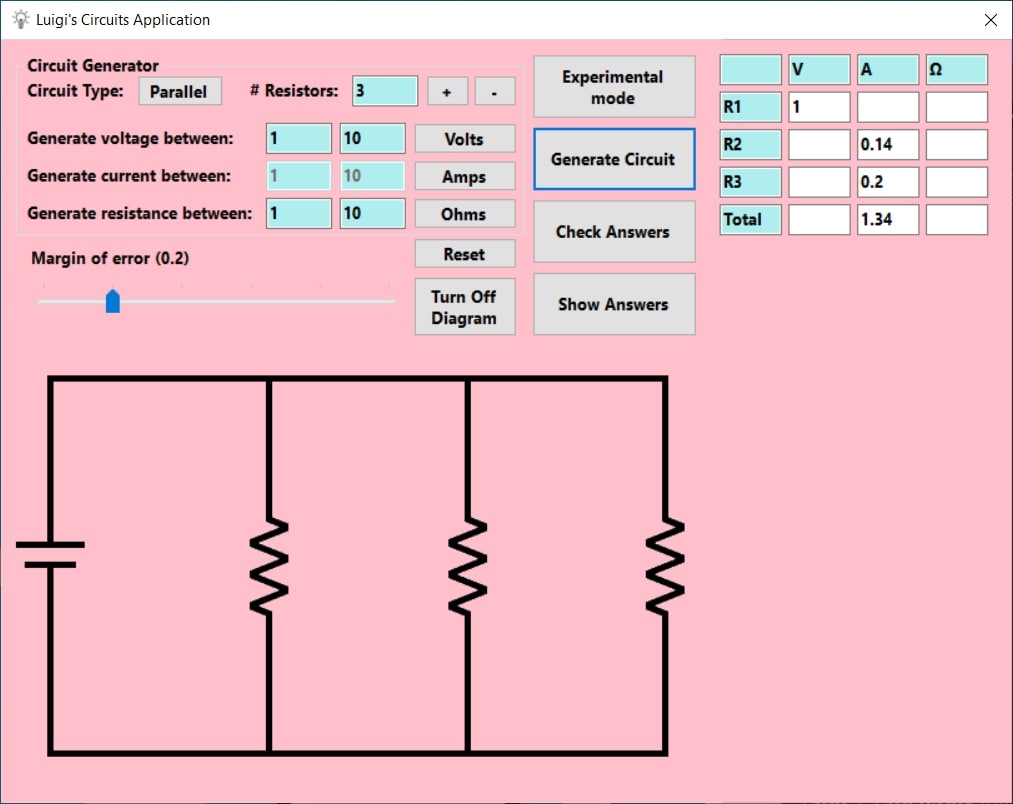 Luigi's Circuits Application
Circuit Generator
Circuit Type: Parallel # Resistors: 3 + -
Generate voltage between: 1 10 Volts
Generate current between: 1 10 Amps
Generate resistance between: 1 10 Ohms
Margin of error (0.2)
Reset
Turn Off
Diagram
Experimental
mode
Generate Circuit
Check Answers
Show Answers
V A Ω
R1 1
R2 0.14
R3 0.2
Total 1.34